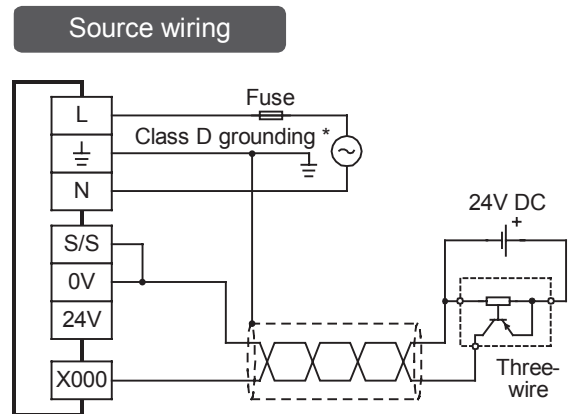 Source wiring
L
Fuse
Class D grounding *
N
24V DC
+
S/S
0V
24V
X000
Three-
wire